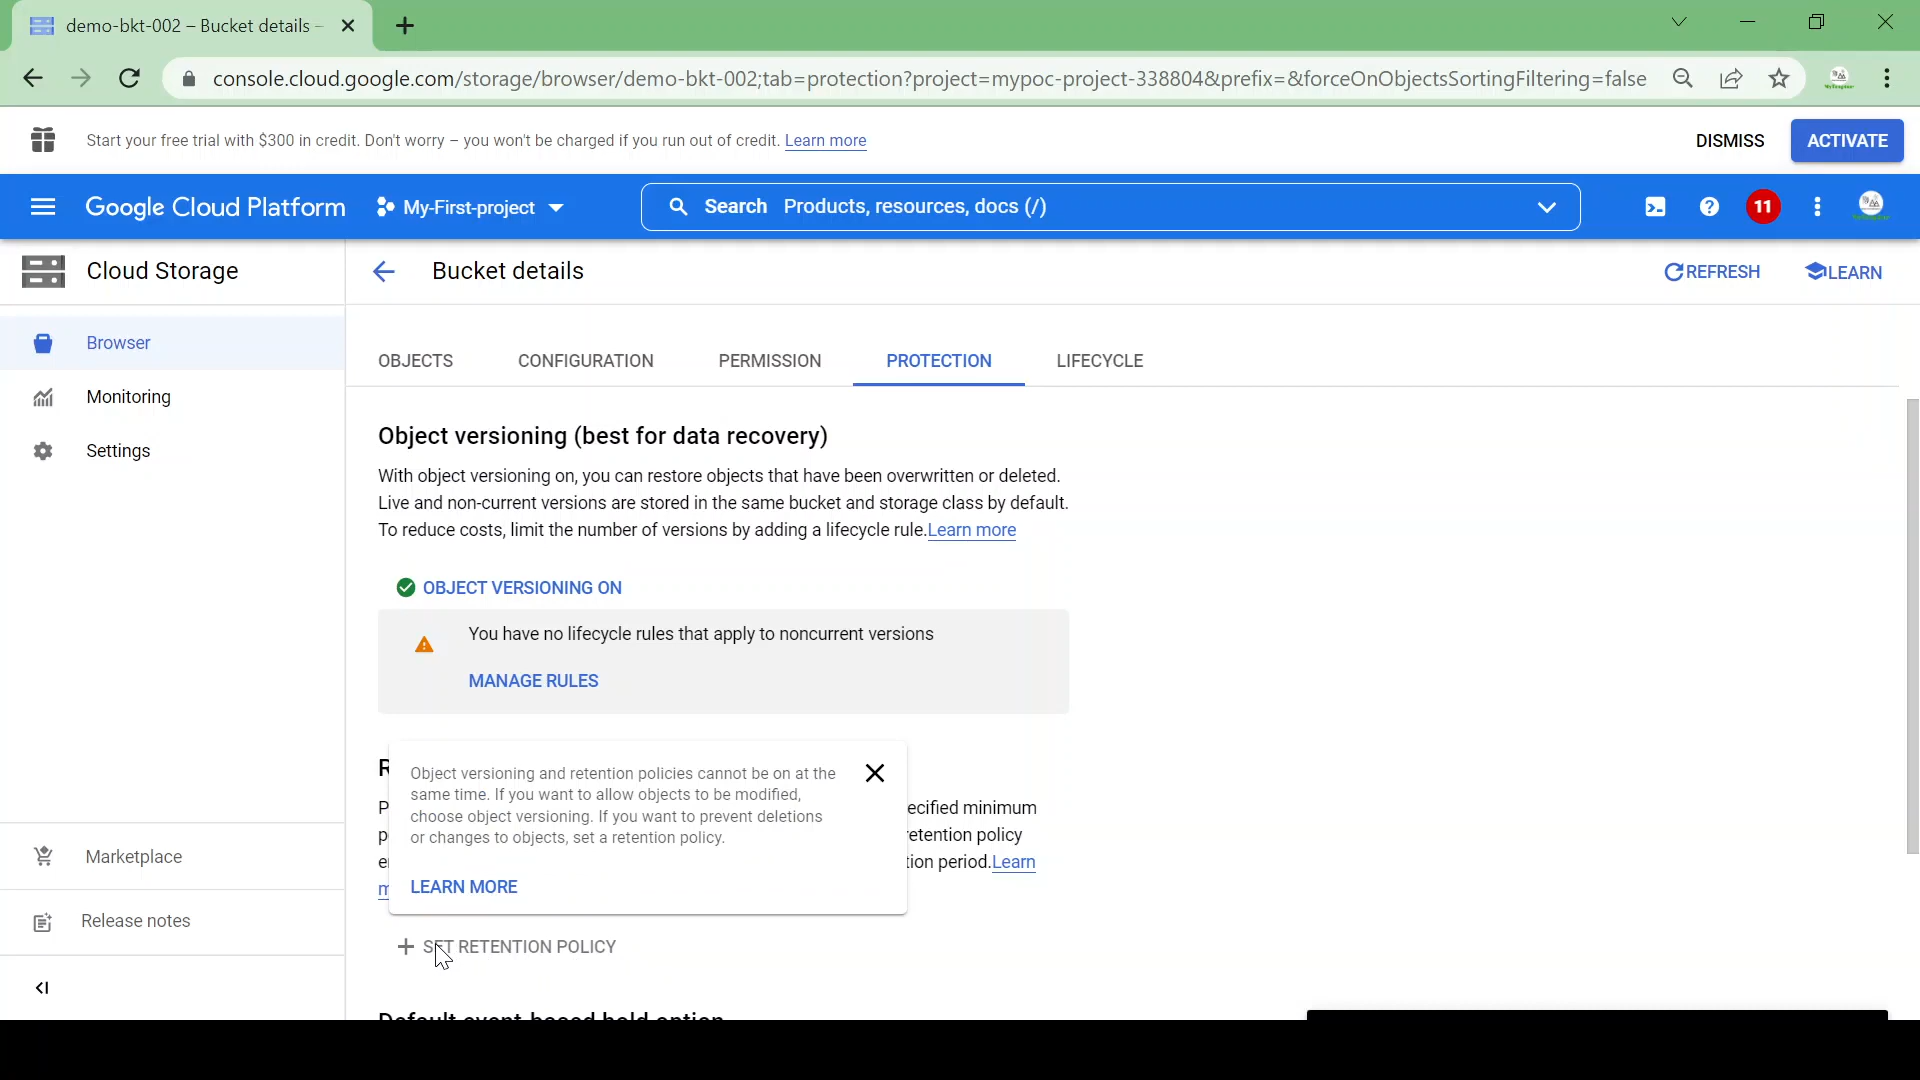 demo-bkt-002 – Bucket details –
console.cloud.google.com/storage/browser/demo-bkt-002;tab=protection?project=mypoc-project-338804&prefix=&forceOnObjectsSortingFiltering=false
Start your free trial with $300 in credit. Don't worry – you won't be charged if you run out of credit. Learn more
DISMISS
ACTIVATE
Google Cloud Platform
My-First-project
Search Products, resources, docs (/)
11
Cloud Storage
Bucket details
REFRESH
LEARN
Browser
Monitoring
Settings
Marketplace
Release notes
OBJECTS
CONFIGURATION
PERMISSION
PROTECTION
LIFECYCLE
Object versioning (best for data recovery)
With object versioning on, you can restore objects that have been overwritten or deleted.
Live and non-current versions are stored in the same bucket and storage class by default.
To reduce costs, limit the number of versions by adding a lifecycle rule.Learn more
OBJECT VERSIONING ON
You have no lifecycle rules that apply to noncurrent versions
MANAGE RULES
Object versioning and retention policies cannot be on at the
same time. If you want to allow objects to be modified,
choose object versioning. If you want to prevent deletions
or changes to objects, set a retention policy.
LEARN MORE
minimum
policy
period.Learn
SET RETENTION POLICY
Default event-based hold option